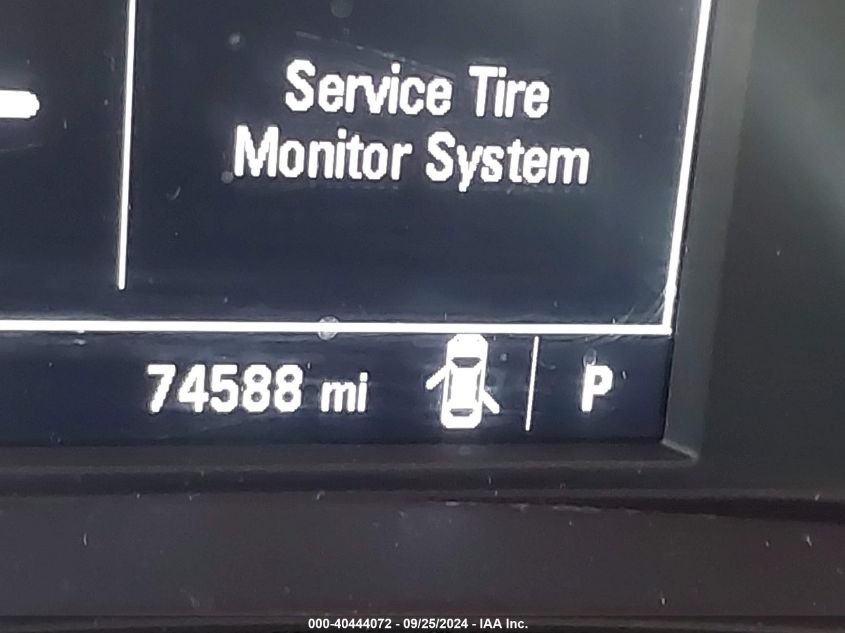 Service Tire
Monitor System
74588 mi
P
000-40444072 - 09/25/2024 - IAA Inc.